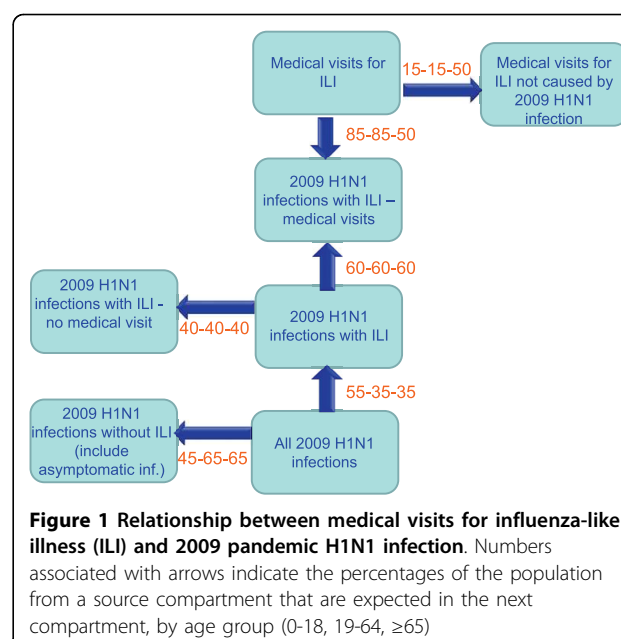 Medical visits for
ILI
15-15-50
Medical visits for
ILI not caused by
2009 H1N1
infection
85-85-50
2009 H1N1
infections with ILI –
medical visits
60-60-60
2009 H1N1
infections with ILI -
no medical visit
40-40-40
2009 H1N1
infections with ILI
55-35-35
2009 H1N1
infections without ILI
(include
asymptomatic inf.)
45-65-65
All 2009 H1N1
infections
Figure 1 Relationship between medical visits for influenza-like
illness (ILI) and 2009 pandemic H1N1 infection. Numbers
associated with arrows indicate the percentages of the population
from a source compartment that are expected in the next
compartment, by age group (0-18, 19-64, ≥65)